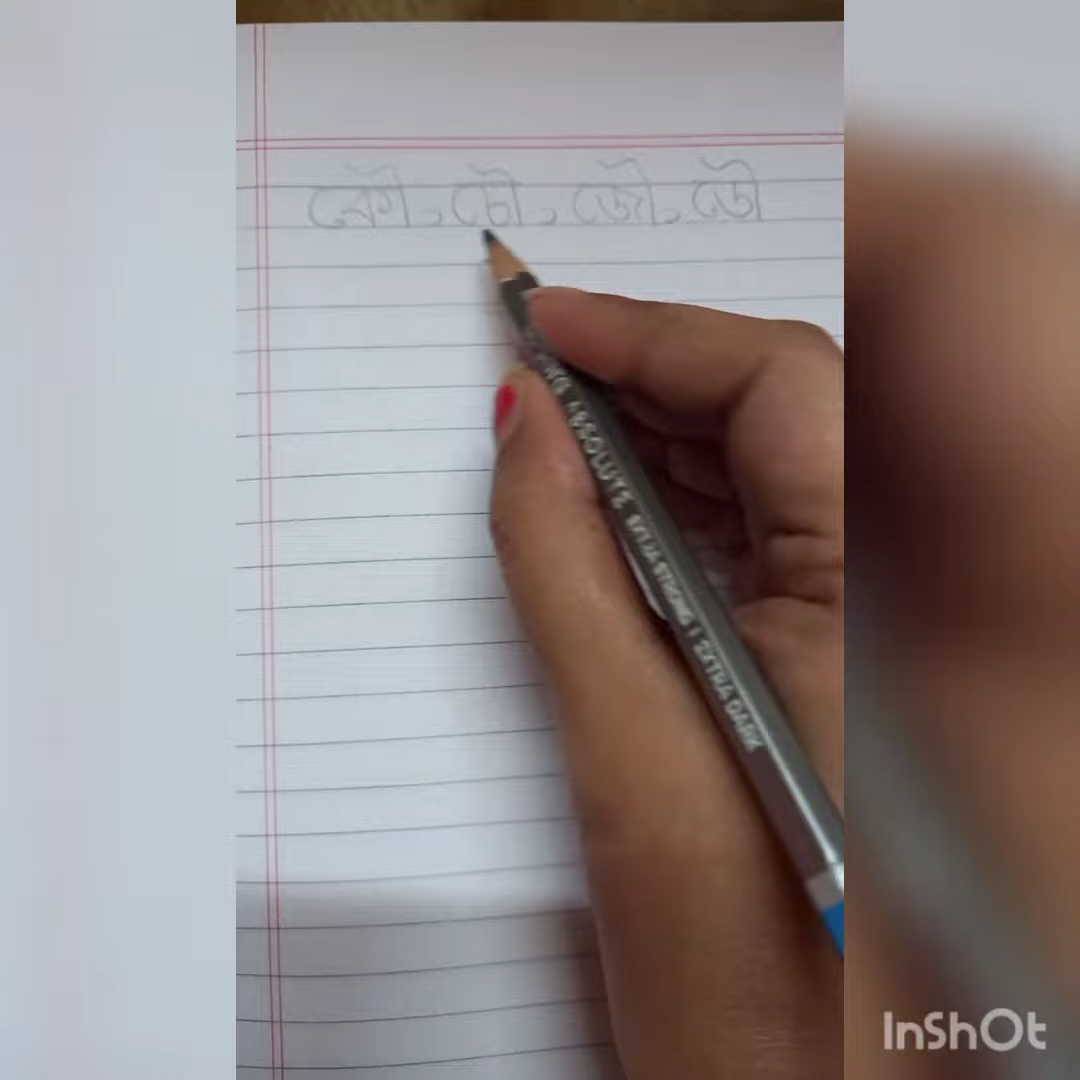 কৌ, চৌ, জৌ, ডৌ
ABSOLUTE EXTRA STRONG | EXTRA DARK
InShOt